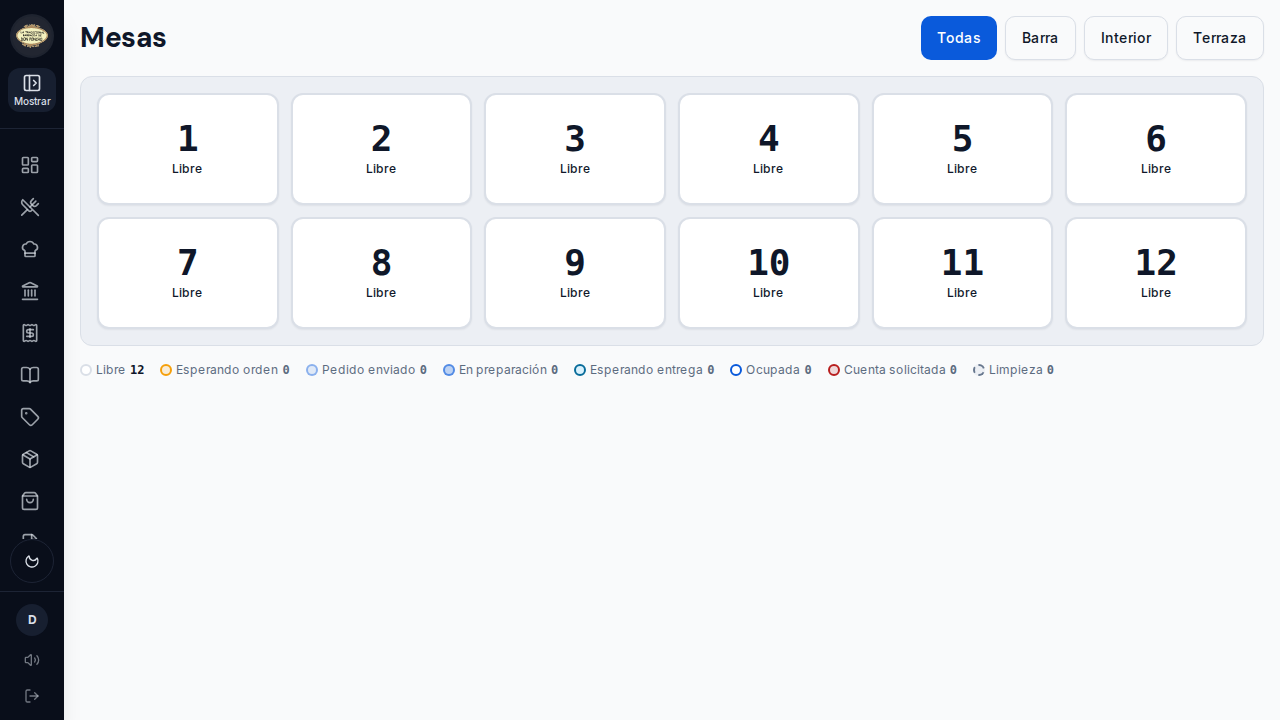 Mesas
Todas
Barra
Interior
Terraza
Mostrar
1
Libre
2
Libre
3
Libre
4
Libre
5
Libre
6
Libre
7
Libre
8
Libre
9
Libre
10
Libre
11
Libre
12
Libre
Libre 12
Esperando orden 0
Pedido enviado 0
En preparación 0
Esperando entrega 0
Ocupada 0
Cuenta solicitada 0
Limpieza 0
D